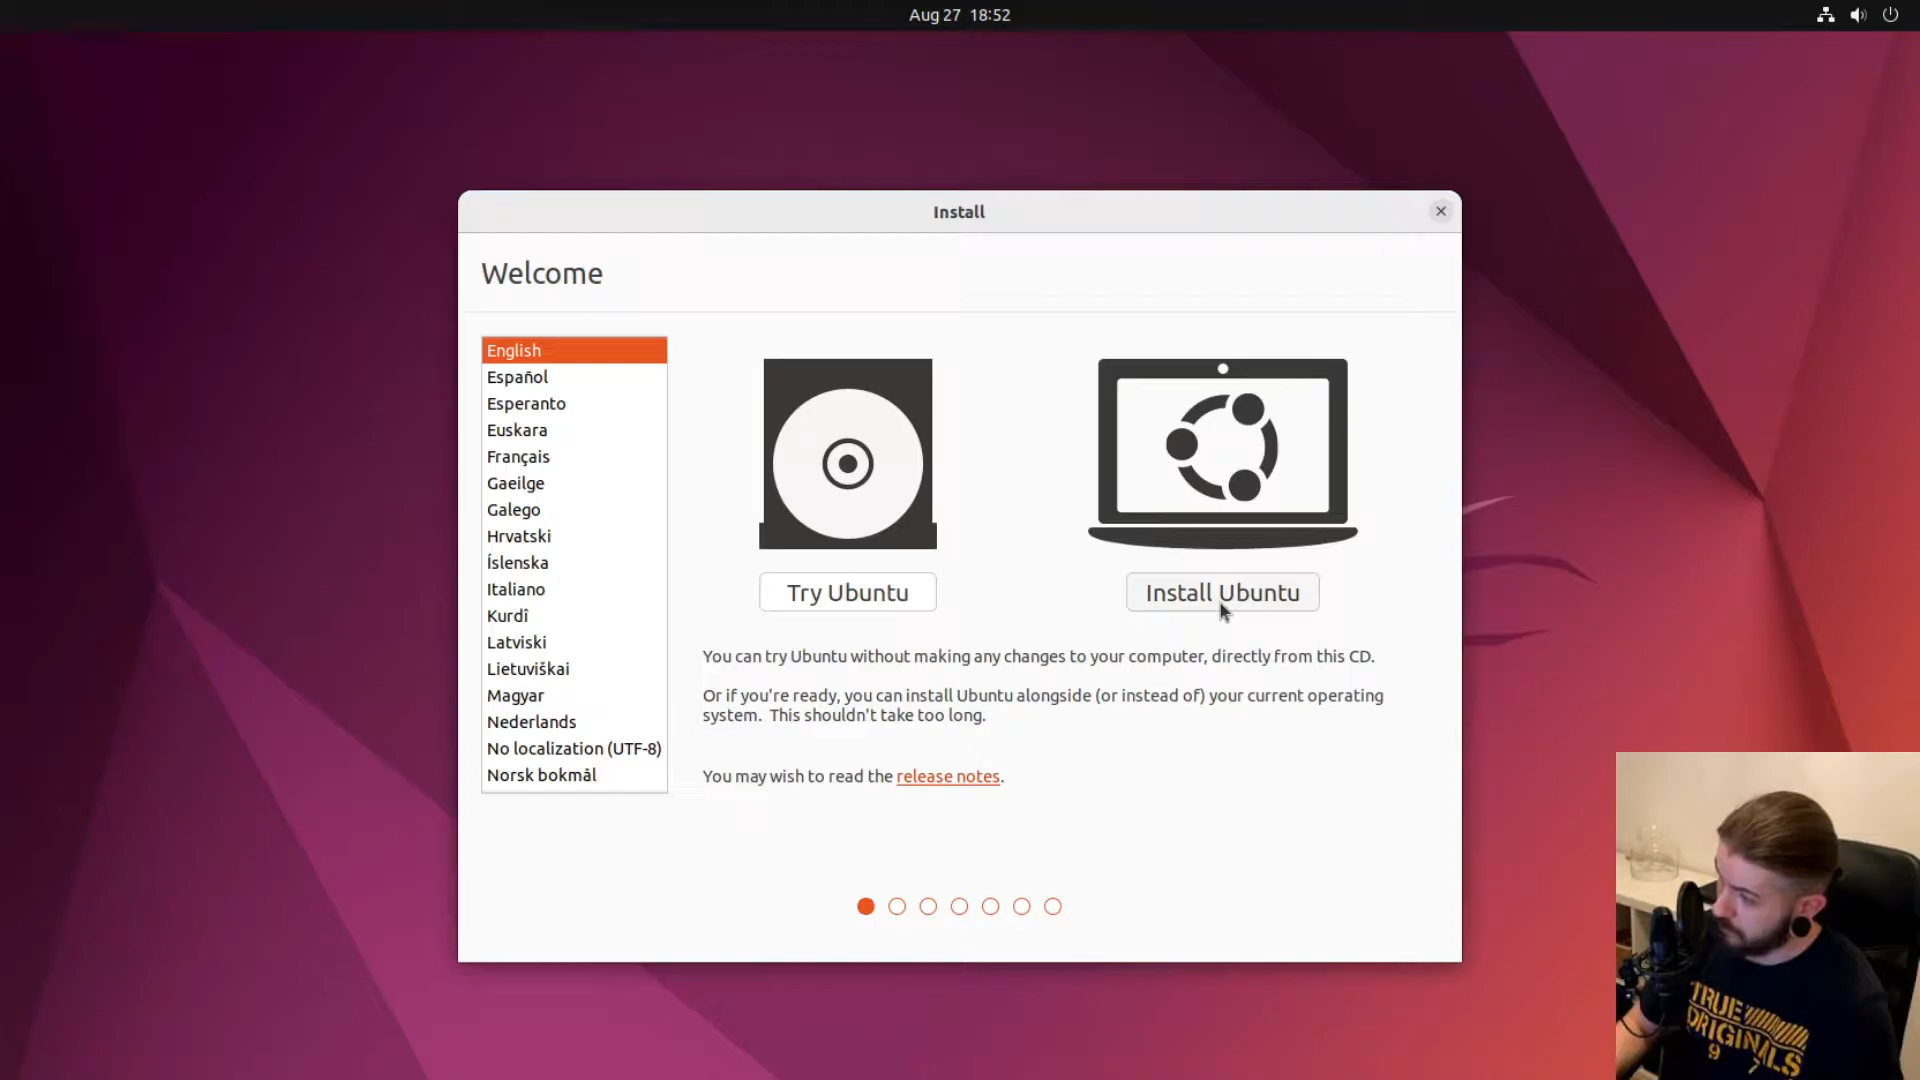 Aug 27 18:52
Install
Welcome
English
Español
Esperanto
Euskara
Français
Gaeilge
Galego
Hrvatski
Íslenska
Italiano
Kurdî
Latviski
Lietuviškai
Magyar
Nederlands
No localization (UTF-8)
Norsk bokmål
Try Ubuntu
Install Ubuntu
You can try Ubuntu without making any changes to your computer, directly from this CD.
Or if you're ready, you can install Ubuntu alongside (or instead of) your current operating
system. This shouldn't take too long.
You may wish to read the release notes.
TRUE
ORIGINALS
9 7